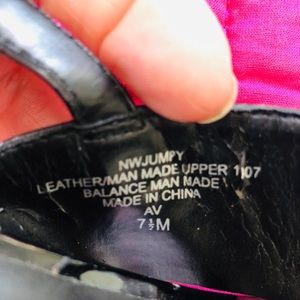 NWJUMPY
LEATHER/MAN MADE UPPER 1107
BALANCE MAN MADE
MADE IN CHINA
AV
7½M